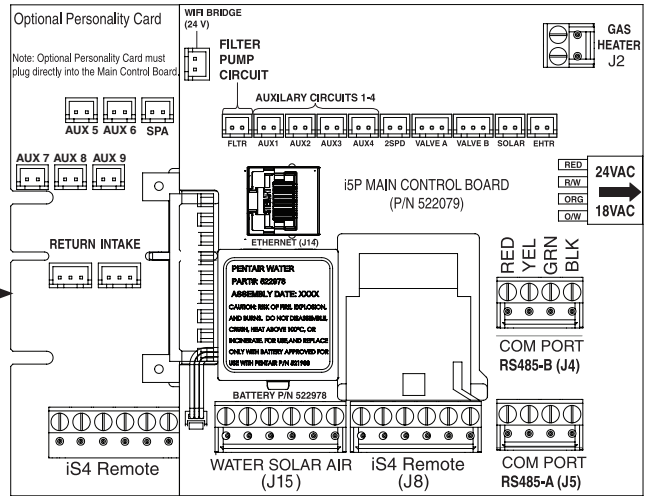 Optional Personality Card
Note: Optional Personality Card must
plug directly into the Main Control Board.
AUX 5 AUX 6 SPA
AUX 7 AUX 8 AUX 9
RETURN INTAKE
iS4 Remote
WIFI BRIDGE
(24 V)
FILTER
PUMP
CIRCUIT
AUXILARY CIRCUITS 1-4
FLTR AUX1 AUX2 AUX3 AUX4 2SPD VALVE A VALVE B SOLAR EHTR
GAS
HEATER
J2
RED
R/W
ORG
O/W
24VAC
18VAC
ETHERNET (J14)
i5P MAIN CONTROL BOARD
(P/N 522079)
PENTAIR WATER
PART#: 522978
ASSEMBLY DATE: XXXX
CAUTION: RISK OF FIRE, EXPLOSION,
AND BURNS. DO NOT DISASSEMBLE,
CRUSH, HEAT ABOVE 100°C, OR
INCINERATE. FOR USE, AND REPLACE
ONLY WITH BATTERY APPROVED FOR
USE WITH PENTAIR P/N
BATTERY P/N 522978
RED YEL GRN BLK
COM PORT
RS485-B (J4)
WATER SOLAR AIR
(J15)
iS4 Remote
(J8)
COM PORT
RS485-A (J5)